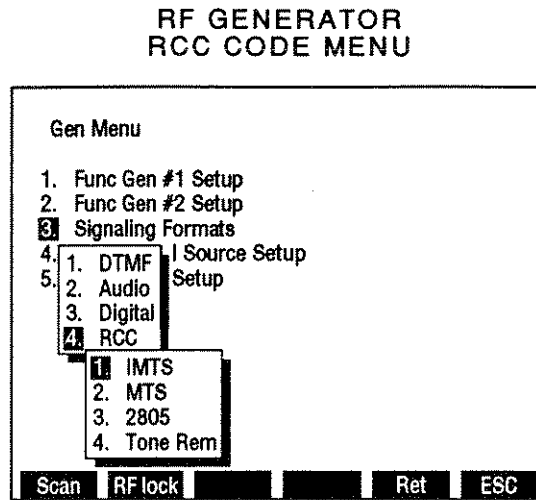 RF GENERATOR
RCC CODE MENU
Gen Menu
1. Func Gen #1 Setup
2. Func Gen #2 Setup
3. Signaling Formats
4. l Source Setup
5. Setup
1. DTMF
2. Audio
3. Digital
4. RCC
1. IMTS
2. MTS
3. 2805
4. Tone Rem
Scan RF lock Ret ESC